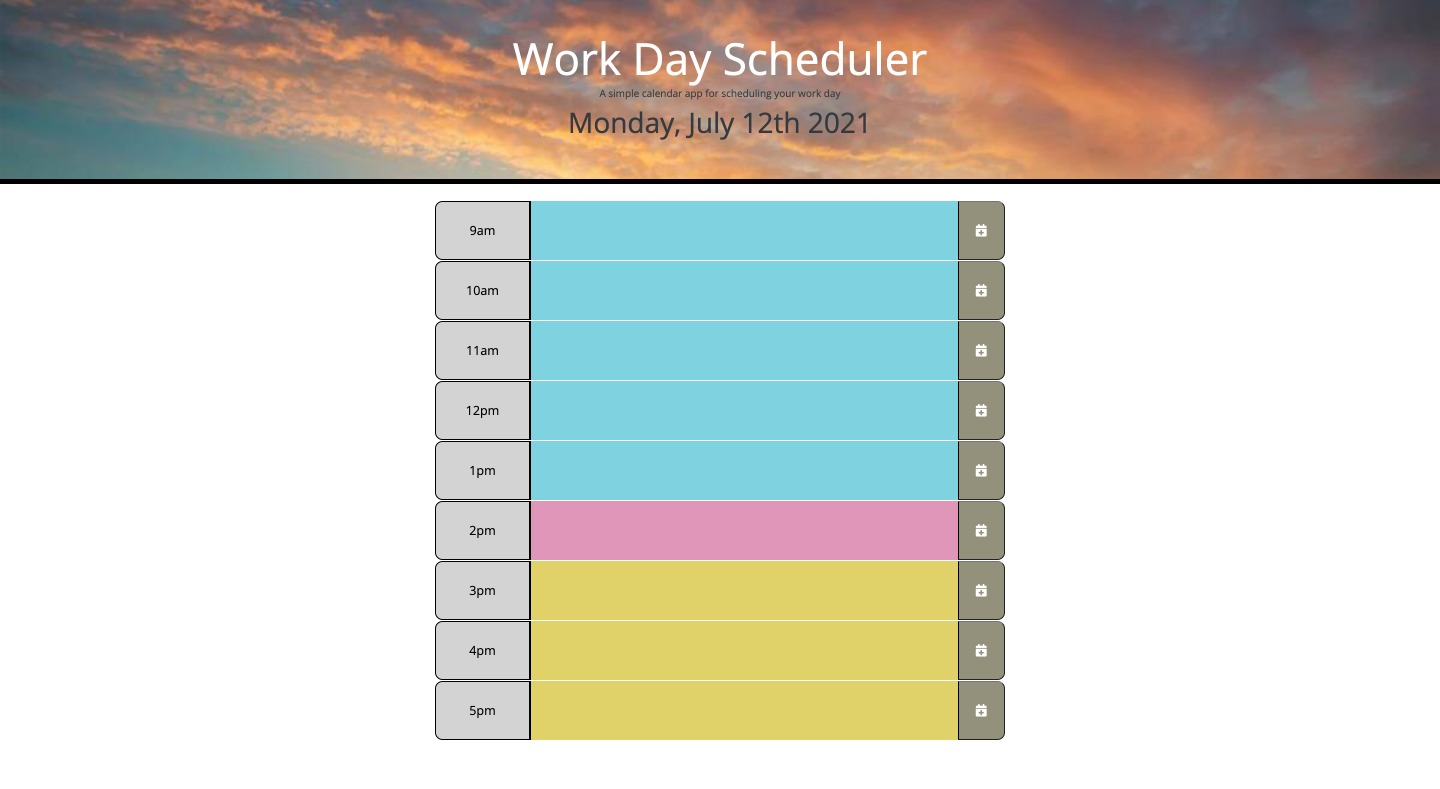 Work Day Scheduler
A simple calendar app for scheduling your work day
Monday, July 12th 2021
9am
10am
11am
12pm
1pm
2pm
3pm
4pm
5pm